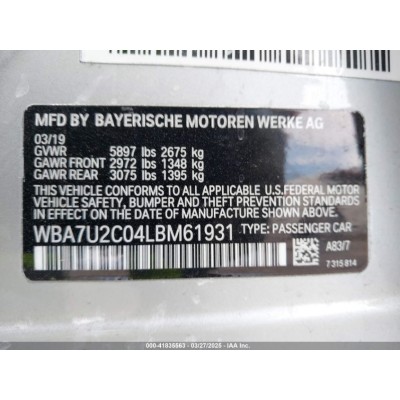 MFD BY BAYERISCHE MOTOREN WERKE AG
03/19
GVWR 5897 lbs 2675 kg
GAWR FRONT 2972 lbs 1348 kg
GAWR REAR 3075 lbs 1395 kg
THIS VEHICLE CONFORMS TO ALL APPLICABLE
U.S.FEDERAL MOTOR
VEHICLE SAFETY, BUMPER AND THEFT
PREVENTION STANDARDS IN EFFECT ON THE
DATE OF MANUFACTURE SHOWN ABOVE.
WBA7U2C04LBM61931 TYPE: PASSENGER CAR
A83/7
7 315 814
000-41036563 — 03/27/2025 — IAA Inc.